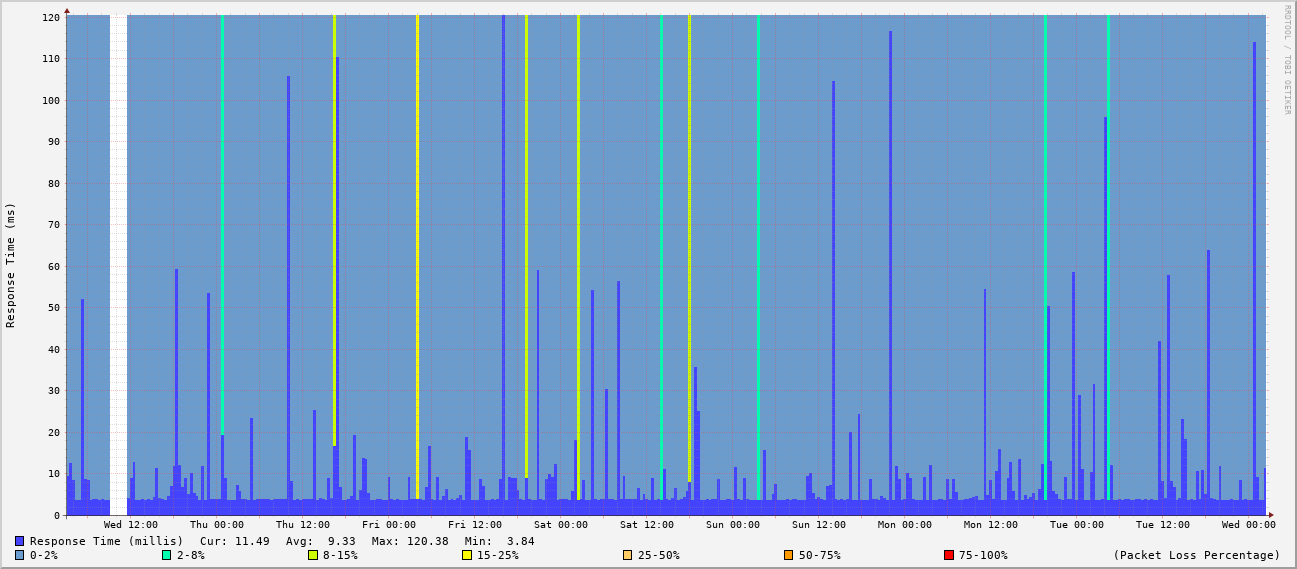 RRDTOOL / TOBI OETIKER
Response Time (ms)
120
110
100
90
80
70
60
50
40
30
20
10
0
Wed 12:00 Thu 00:00 Thu 12:00 Fri 00:00 Fri 12:00 Sat 00:00 Sat 12:00 Sun 00:00 Sun 12:00 Mon 00:00 Mon 12:00 Tue 00:00 Tue 12:00 Wed 00:00
Response Time (millis) Cur: 11.49 Avg: 9.33 Max: 120.38 Min: 3.84
0-2% 2-8% 8-15% 15-25% 25-50% 50-75% 75-100% (Packet Loss Percentage)